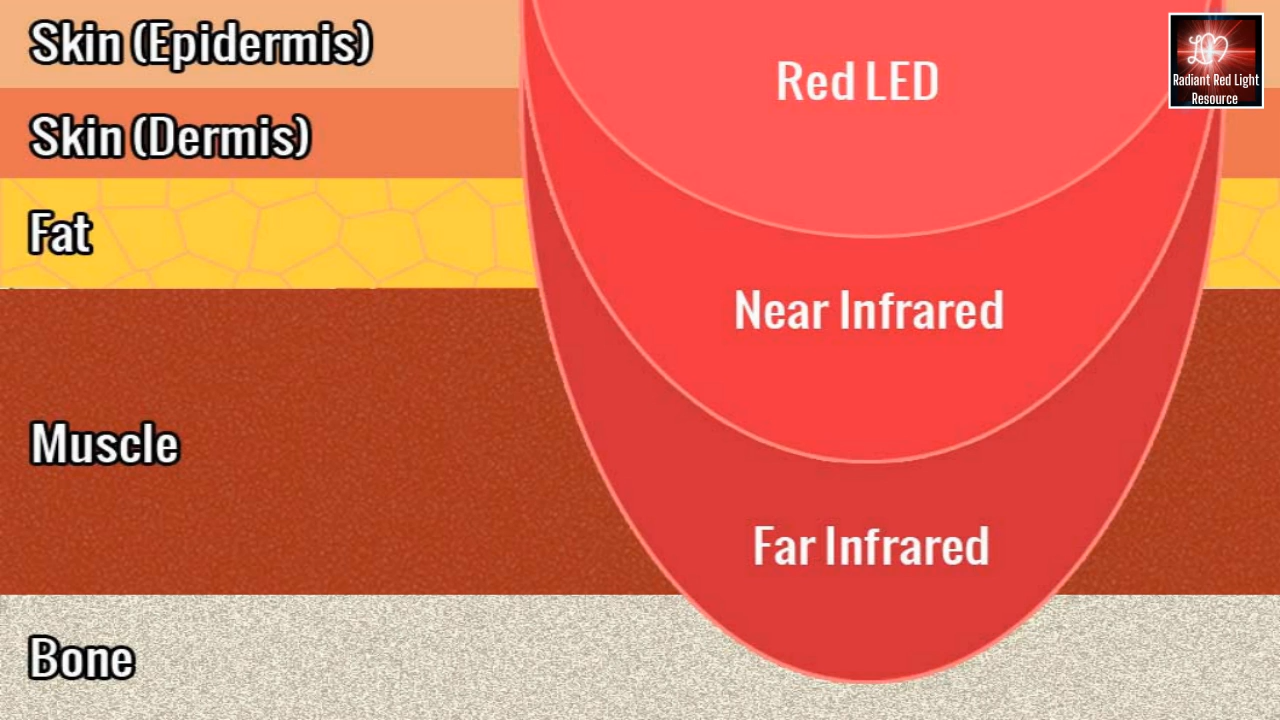 Skin (Epidermis)
Red LED
Radiant Red Light
Resource
Skin (Dermis)
Fat
Near Infrared
Muscle
Far Infrared
Bone